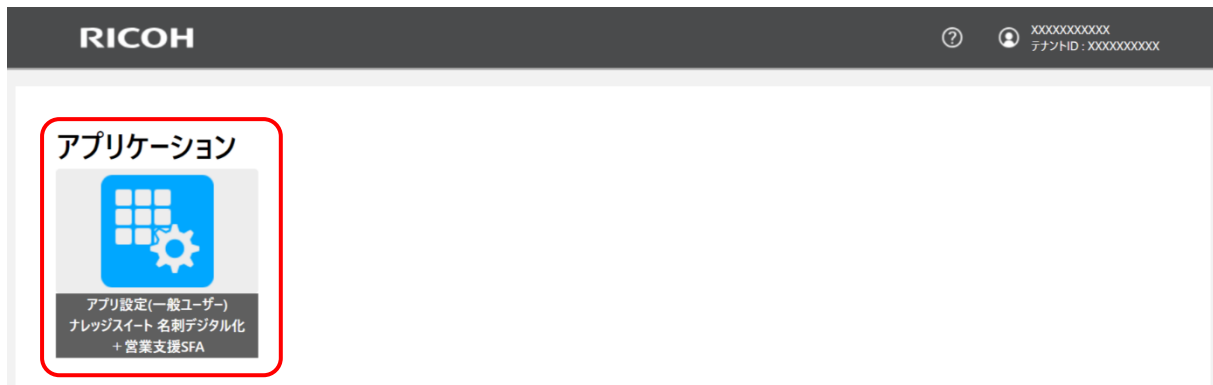 RICOH
XXXXXXXXXXX
テナントID : XXXXXXXXXX
アプリケーション
アプリ設定(一般ユーザー)
ナレッジスイート 名刺デジタル化
+ 営業支援SFA